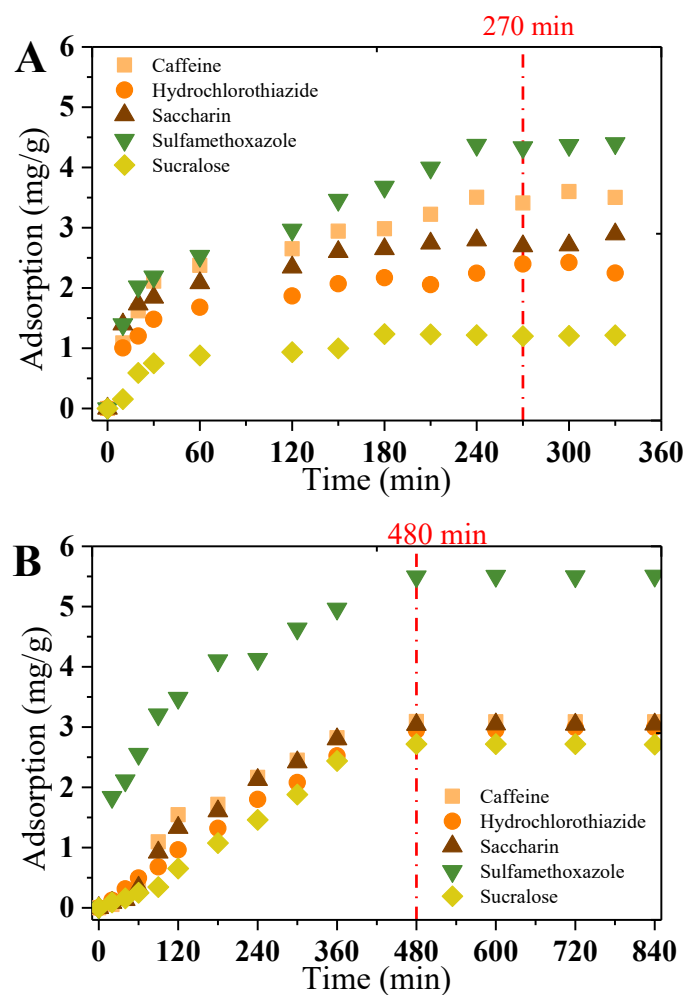 270 min
A
6
5
4
3
2
1
0
Adsorption (mg/g)
Caffeine
Hydrochlorothiazide
Saccharin
Sulfamethoxazole
Sucralose
0 60 120 180 240 300 360
Time (min)
480 min
B
6
5
4
3
2
1
0
Adsorption (mg/g)
Caffeine
Hydrochlorothiazide
Saccharin
Sulfamethoxazole
Sucralose
0 120 240 360 480 600 720 840
Time (min)